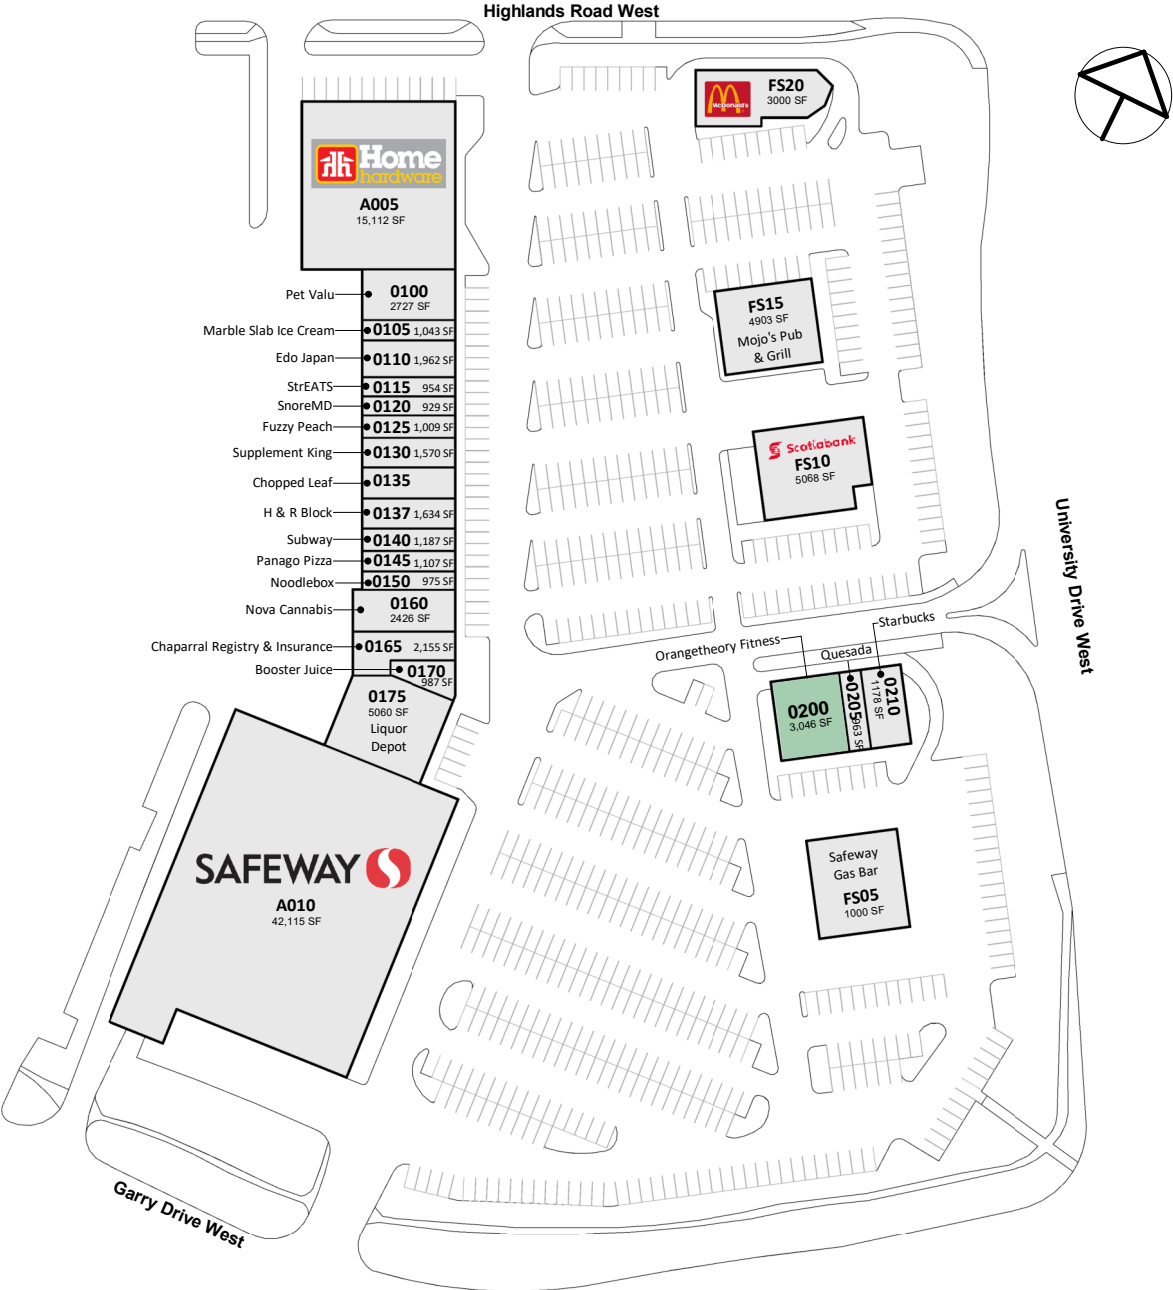 Highlands Road West
McDonald's
FS20
3000 SF
Home
hardware
A005
15,112 SF
Pet Valu
0100
2727 SF
Marble Slab Ice Cream
0105 1,043 SF
Edo Japan
0110 1,962 SF
StrEATS
0115 954 SF
SnoreMD
0120 929 SF
Fuzzy Peach
0125 1,009 SF
Supplement King
0130 1,570 SF
Chopped Leaf
0135
H & R Block
0137 1,634 SF
Subway
0140 1,187 SF
Panago Pizza
0145 1,107 SF
Noodlebox
0150 975 SF
Nova Cannabis
0160
2426 SF
Chaparral Registry & Insurance
0165 2,155 SF
Booster Juice
0170
987 SF
0175
5060 SF
Liquor
Depot
SAFEWAY
A010
42,115 SF
FS15
4903 SF
Mojo's Pub
& Grill
Scotiabank
FS10
5068 SF
University Drive West
Starbucks
Orangetheory Fitness
Quesada
0200
3,046 SF
0205
963 SF
0210
1178 SF
Safeway
Gas Bar
FS05
1000 SF
Garry Drive West